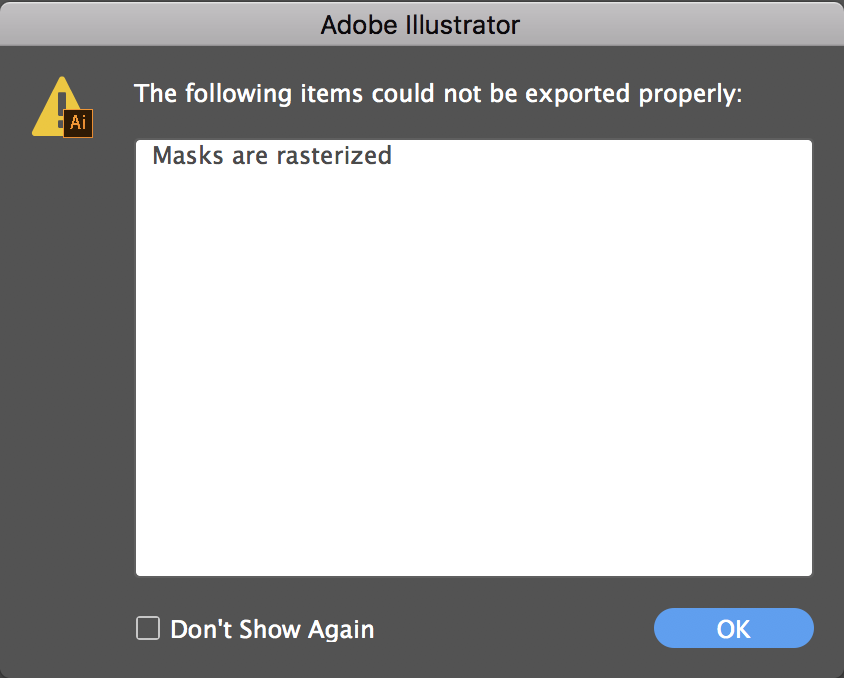 Adobe Illustrator
The following items could not be exported properly:
Ai
Masks are rasterized
Don't Show Again
OK